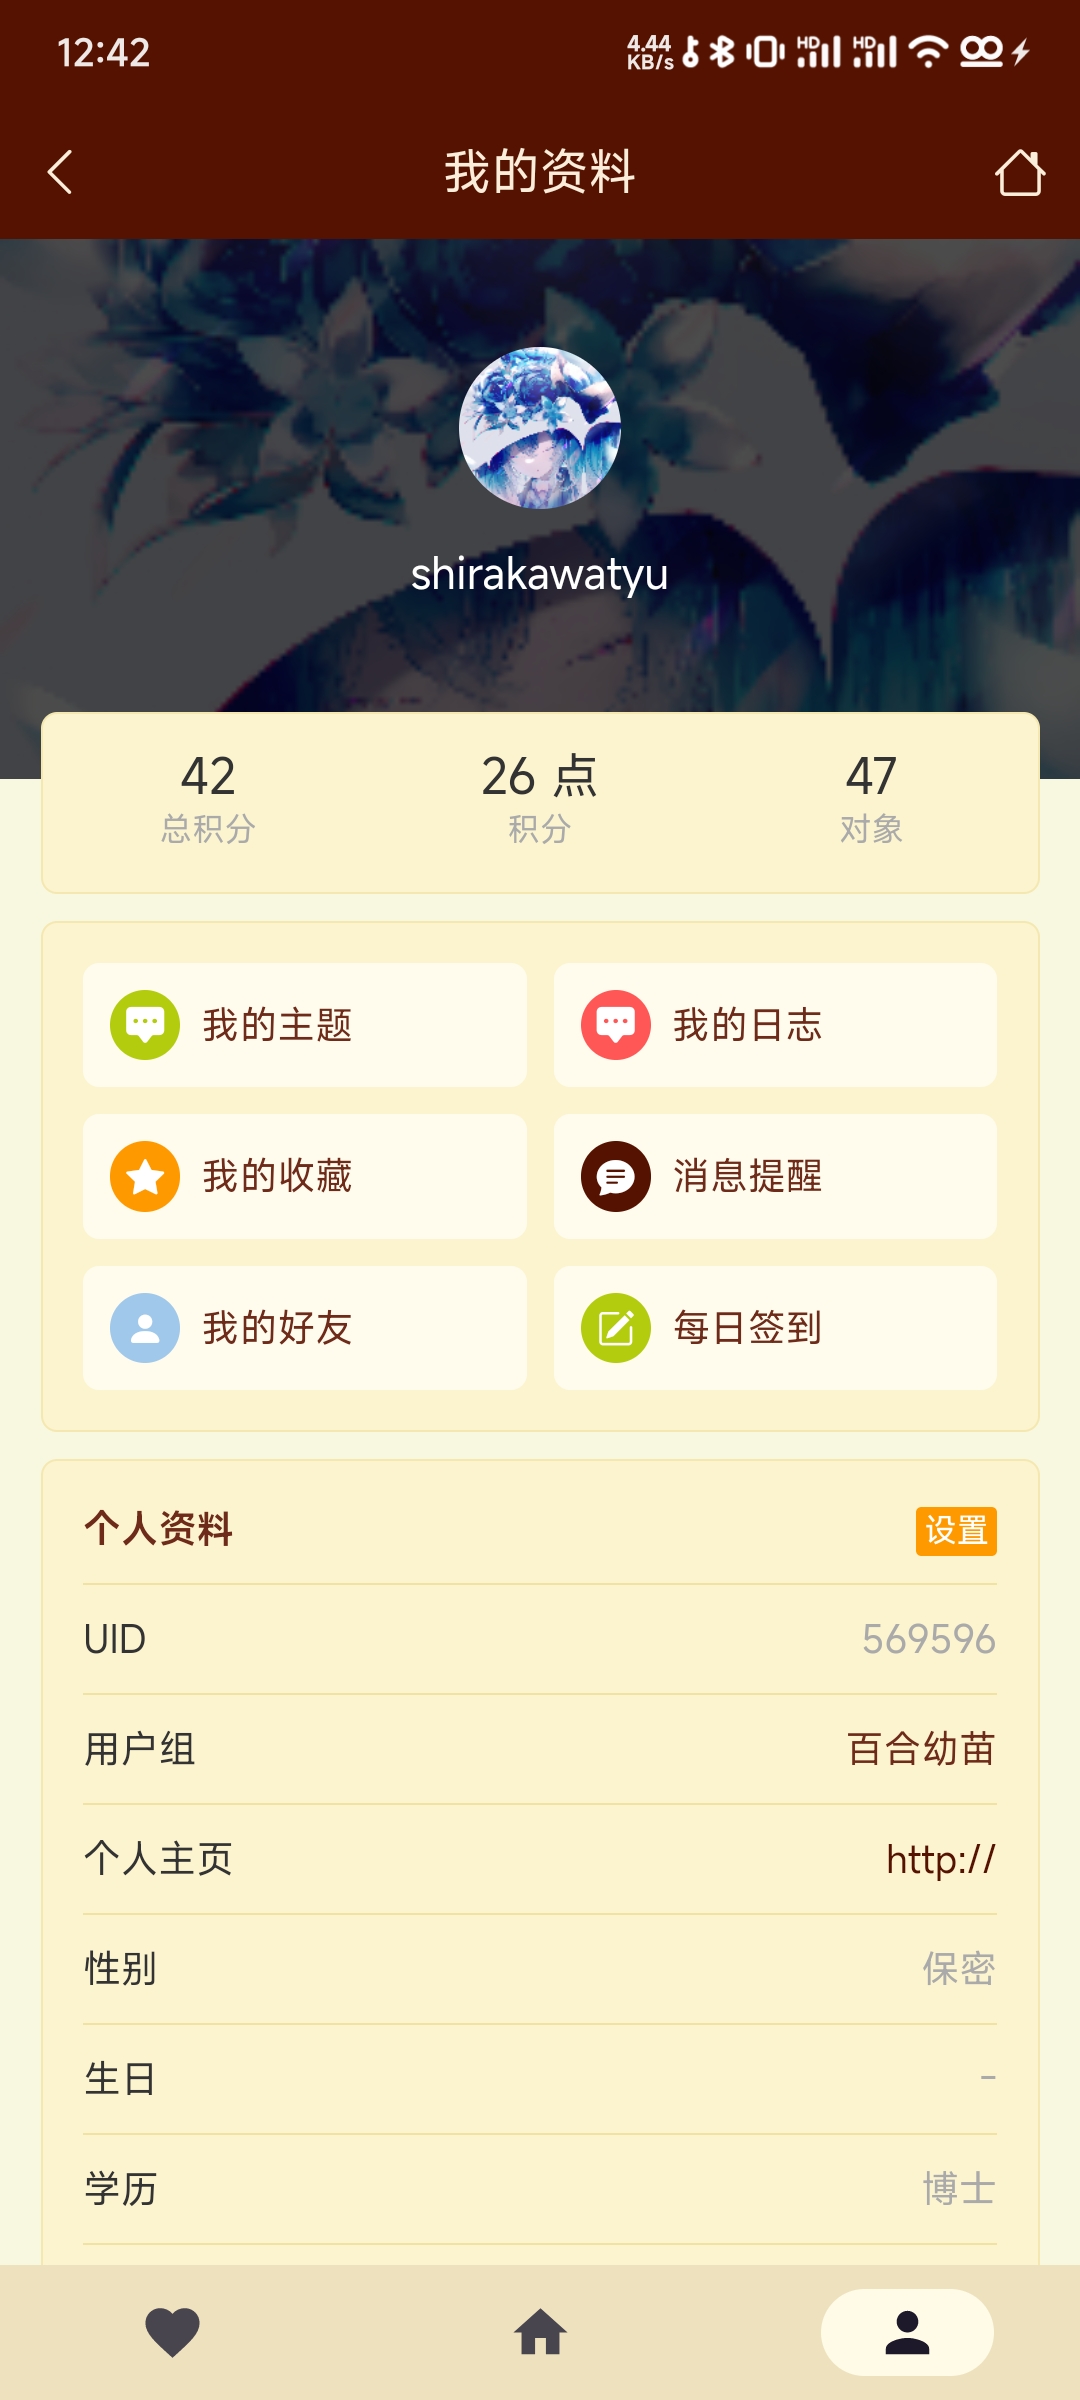 12:42
4.44
KB/s
HD
HD
我的资料
shirakawatyu
42
26 点
47
总积分
积分
对象
我的主题
我的日志
我的收藏
消息提醒
我的好友
每日签到
个人资料
设置
UID
569596
用户组
百合幼苗
个人主页
http://
性别
保密
生日
-
学历
博士